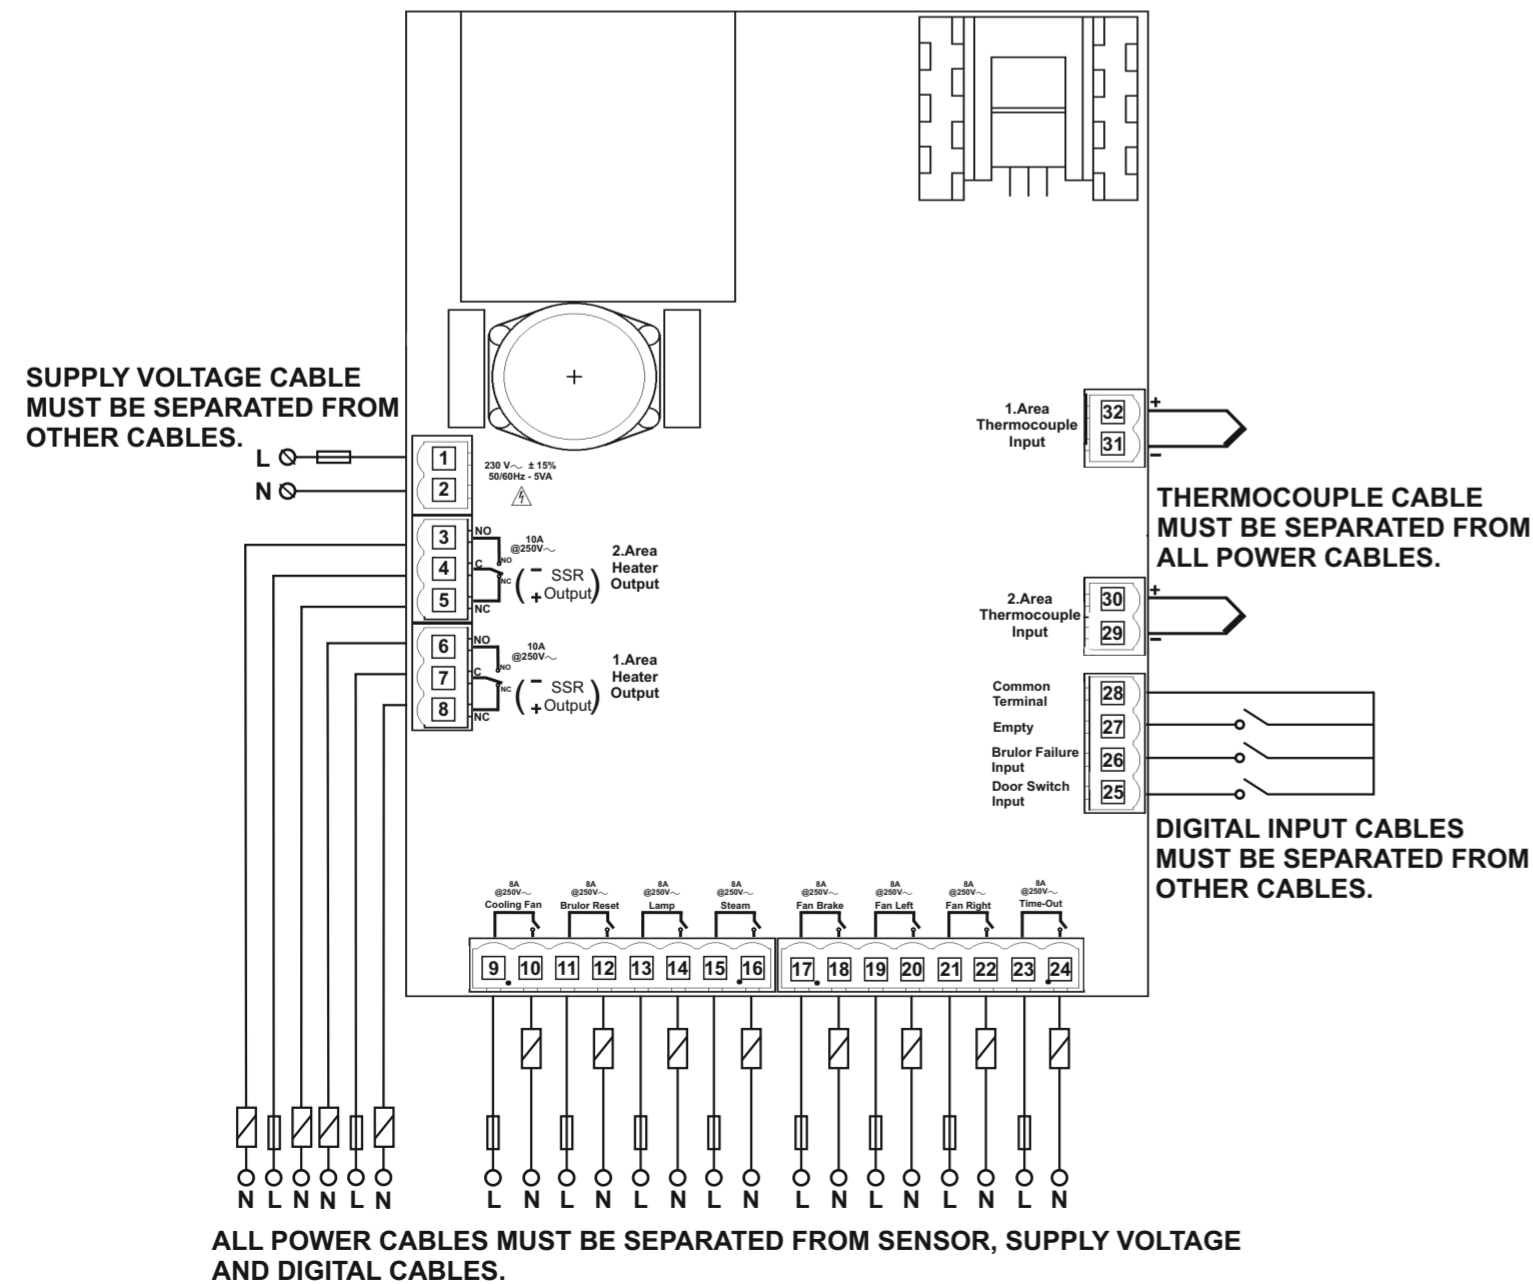 SUPPLY VOLTAGE CABLE
MUST BE SEPARATED FROM
OTHER CABLES.
L
N
1
2
230 V~ ± 15%
50/60Hz - 5VA
3
4
5
NO
C
NC
10A
@250V~
NO
NC
( - SSR
+ Output )
2.Area
Heater
Output
6
7
8
NO
C
NC
10A
@250V~
NO
NC
( - SSR
+ Output )
1.Area
Heater
Output
1.Area
Thermocouple
Input
32
31
+
-
THERMOCOUPLE CABLE
MUST BE SEPARATED FROM
ALL POWER CABLES.
2.Area
Thermocouple
Input
30
29
+
-
Common
Terminal
28
Empty
27
Brulor Failure
Input
26
Door Switch
Input
25
DIGITAL INPUT CABLES
MUST BE SEPARATED FROM
OTHER CABLES.
8A 8A 8A 8A 8A 8A 8A 8A
@250V~ @250V~ @250V~ @250V~ @250V~ @250V~ @250V~ @250V~
Cooling Fan Brulor Reset Lamp Steam Fan Brake Fan Left Fan Right Time-Out
9 10 11 12 13 14 15 16 17 18 19 20 21 22 23 24
N L N N L N L N L N L N L N L N L N L N L N
ALL POWER CABLES MUST BE SEPARATED FROM SENSOR, SUPPLY VOLTAGE
AND DIGITAL CABLES.